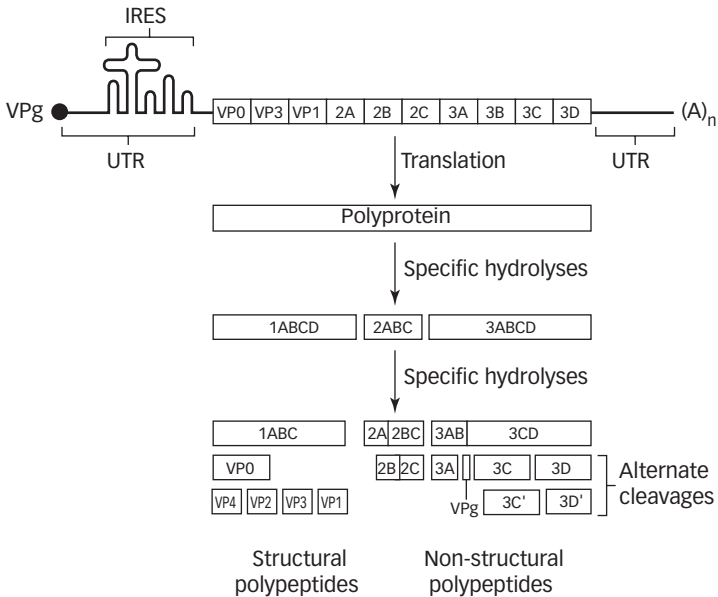 IRES
VPg
VP0 VP3 VP1 2A 2B 2C 3A 3B 3C 3D
(A)n
UTR
UTR
Translation
Polyprotein
Specific hydrolyses
1ABCD 2ABC 3ABCD
Specific hydrolyses
1ABC 2A 2BC 3AB 3CD
VP0 2B 2C 3A 3C 3D
VPg
VP4 VP2 VP3 VP1 3C' 3D'
Alternate
cleavages
Structural
polypeptides
Non-structural
polypeptides